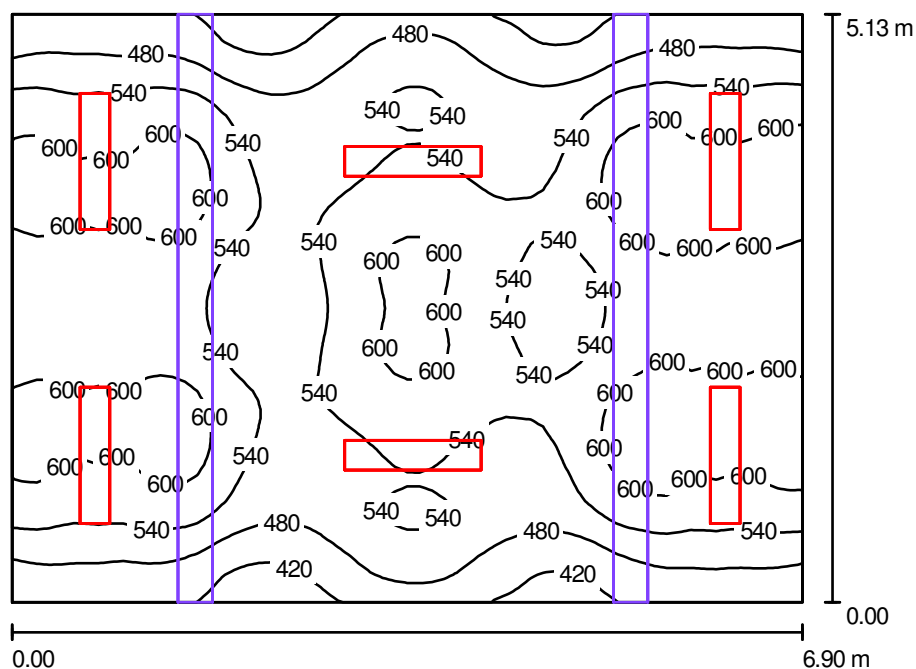 480 480 5.13 m
540 540 540 540
600 540 600 600 600 540
600 600 540
600 600
600 600 600 540 540 600 540 600 600 600
600 600 540 540
600 540 600
540 600 540 600 600 600
600 600 540 540 600
600 540 600
600 600 540 540 600
600 600 600 600
540 480 540 540 480 540
420 420
0.00
0.00 6.90 m